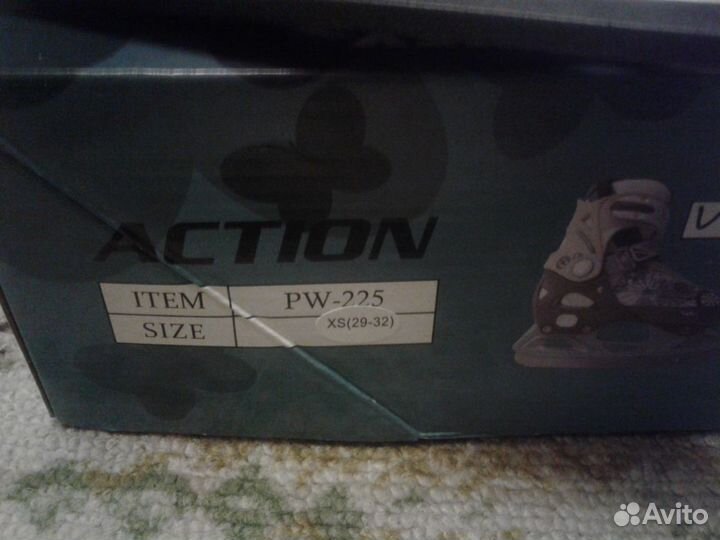 ACTION
ITEM PW-225
SIZE XS(29-32)
V
Avito